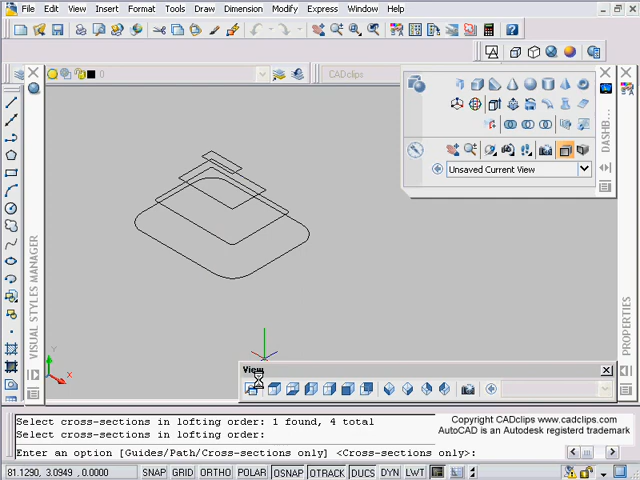 File Edit View Insert Format Tools Draw Dimension Modify Express Window Help
0
CADclips
DASHB...
Unsaved Current View
VISUAL STYLES MANAGER
PROPERTIES
Y
X
View
Select cross-sections in lofting order: 1 found, 4 total
Select cross-sections in lofting order:
Enter an option [Guides/Path/Cross-sections only] <Cross-sections only>:
Copyright CADclips www.cadclips.com
AutoCAD is an Autodesk registerd trademark
81.1290, 3.0949 , 0.0000 SNAP GRID ORTHO POLAR OSNAP OTRACK DUCS DYN LWT